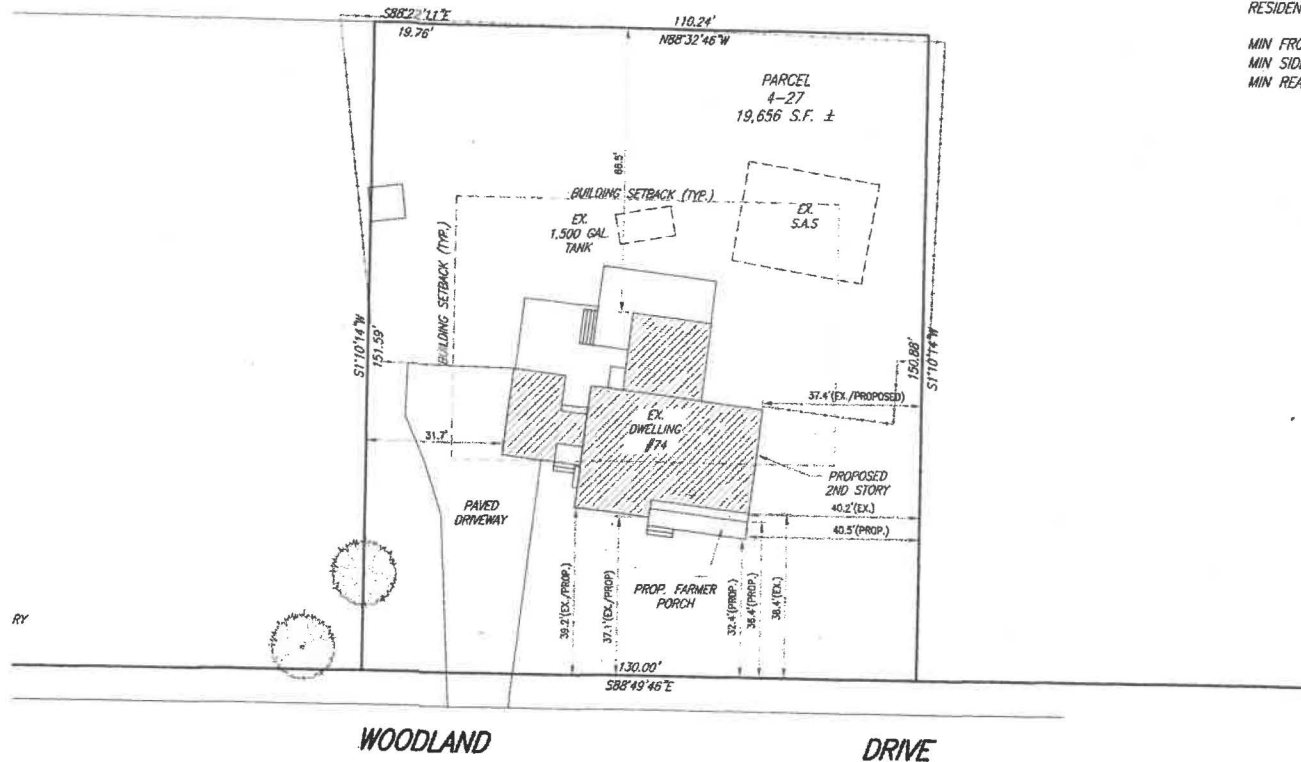 RESIDEN
MIN FRO
MIN SID
MIN REA
S88°22'11"E
19.76'
110.24'
N88°32'46"W
PARCEL
4-27
19,656 S.F. ±
BUILDING SETBACK (TYP.)
EX.
1,500 GAL.
TANK
EX.
S.A.S
BUILDING SETBACK (TYP.)
S1°10'14"W
151.59'
150.88'
S1°10'14"W
37.4'(EX./PROPOSED)
EX.
DWELLING
#74
31.7'
PROPOSED
2ND STORY
40.2'(EX.)
40.5'(PROP.)
PAVED
DRIVEWAY
PROP. FARMER
PORCH
39.2'(EX./PROP.)
37.1'(EX./PROP)
32.4'(PROP.)
36.4'(PROP.)
38.4'(EX.)
RY
130.00'
S88°49'46"E
WOODLAND DRIVE